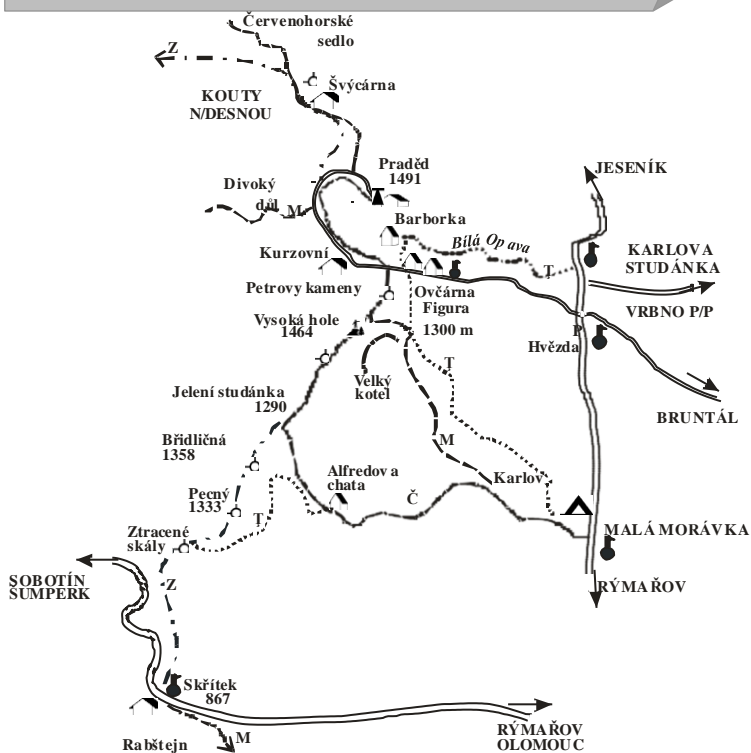 Červenohorské
sedlo
Z
Švýcárna
KOUTY
N/DESNOU
Praděd
1491
JESENÍK
Divoký
důl
M
Barborka
Bílá Opava
KARLOVA
STUDÁNKA
Kurzovní
T
Petrovy kameny
Ovčárna
Figura
1300 m
VRBNO P/P
Vysoká hole
1464
P
Hvězda
Velký
kotel
T
Jelení studánka
1290
BRUNTÁL
Břidličná
1358
M
Alfredova
chata
Karlov
Pecný
1333
Č
T
Ztracené
skály
MALÁ MORÁVKA
SOBOTÍN
ŠUMPERK
Z
RÝMAŘOV
Skřítek
867
RÝMAŘOV
OLOMOUC
Rabštejn
M